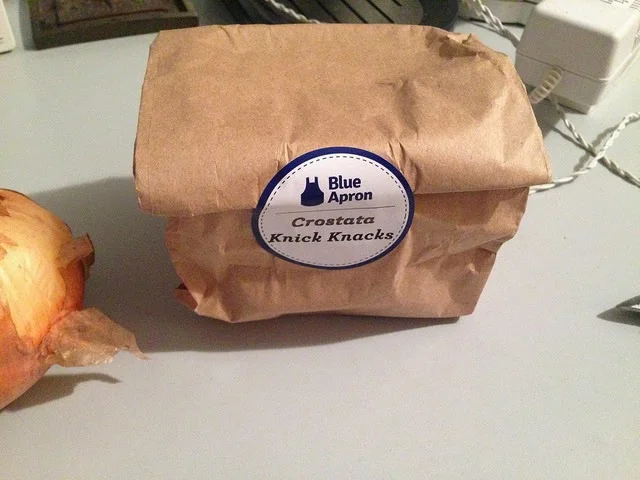 Blue
Apron
Crostata
Knick Knacks